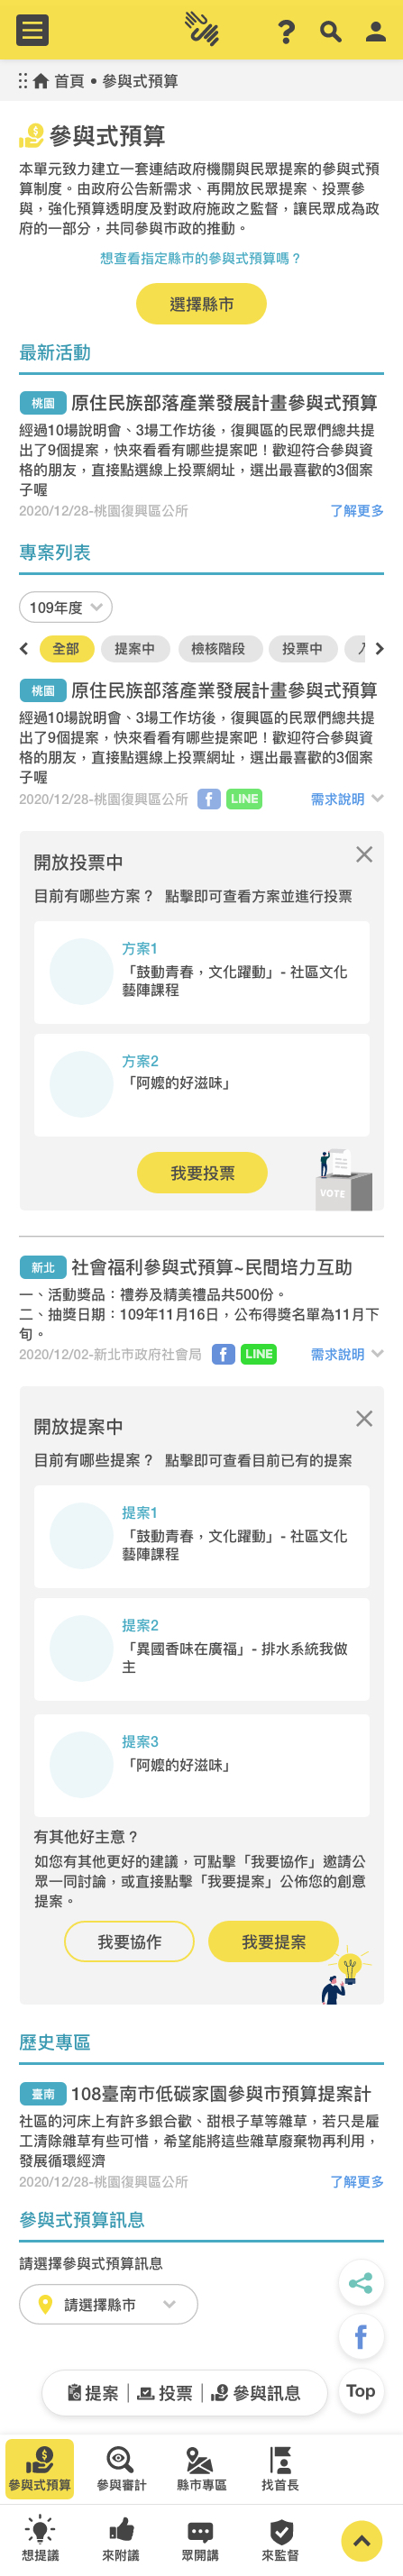 首頁 • 參與式預算
參與式預算
本單元致力建立一套連結政府機關與民眾提案的參與式預
算制度。由政府公告新需求、再開放民眾提案、投票參
與，強化預算透明度及對政府施政之監督，讓民眾成為政
府的一部分，共同參與市政的推動。
想查看指定縣市的參與式預算嗎？
選擇縣市
最新活動
桃園 原住民族部落產業發展計畫參與式預算
經過10場說明會、3場工作坊後，復興區的民眾們總共提
出了9個提案，快來看看有哪些提案吧！歡迎符合參與資
格的朋友，直接點選線上投票網址，選出最喜歡的3個案
子喔
2020/12/28-桃園復興區公所 了解更多
專案列表
109年度
全部 提案中 檢核階段 投票中
桃園 原住民族部落產業發展計畫參與式預算
經過10場說明會、3場工作坊後，復興區的民眾們總共提
出了9個提案，快來看看有哪些提案吧！歡迎符合參與資
格的朋友，直接點選線上投票網址，選出最喜歡的3個案
子喔
2020/12/28-桃園復興區公所 f LINE 需求說明
開放投票中
目前有哪些方案？ 點擊即可查看方案並進行投票
方案1
「鼓動青春，文化躍動」- 社區文化
藝陣課程
方案2
「阿嬤的好滋味」
我要投票
VOTE
新北 社會福利參與式預算~民間培力互助
一、活動獎品：禮券及精美禮品共500份。
二、抽獎日期：109年11月16日，公布得獎名單為11月下
旬。
2020/12/02-新北市政府社會局 f LINE 需求說明
開放提案中
目前有哪些提案？ 點擊即可查看目前已有的提案
提案1
「鼓動青春，文化躍動」- 社區文化
藝陣課程
提案2
「異國香味在廣福」- 排水系統我做
主
提案3
「阿嬤的好滋味」
有其他好主意？
如您有其他更好的建議，可點擊「我要協作」邀請公
眾一同討論，或直接點擊「我要提案」公佈您的創意
提案。
我要協作 我要提案
歷史專區
臺南 108臺南市低碳家園參與市預算提案計
社區的河床上有許多銀合歡、甜根子草等雜草，若只是雇
工清除雜草有些可惜，希望能將這些雜草廢棄物再利用，
發展循環經濟
2020/12/28-桃園復興區公所 了解更多
參與式預算訊息
請選擇參與式預算訊息
請選擇縣市
f
提案 投票 參與訊息 Top
參與式預算 參與審計 縣市專區 找首長
想提議 來附議 眾開講 來監督